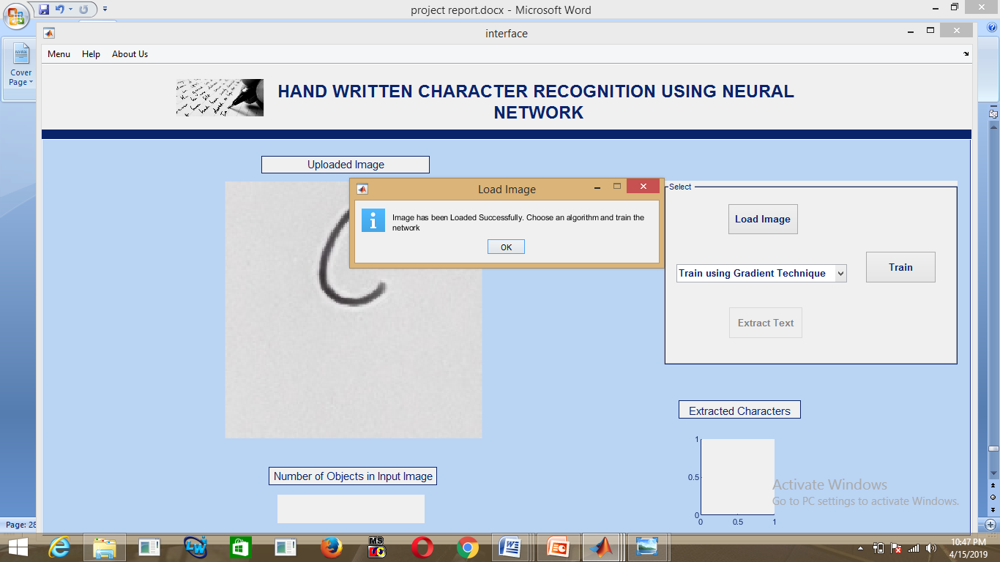 project report.docx - Microsoft Word
interface
Menu Help About Us
Cover
Page
HAND WRITTEN CHARACTER RECOGNITION USING NEURAL
NETWORK
Uploaded Image
Load Image
Image has been Loaded Successfully. Choose an algorithm and train the
network
OK
Select
Load Image
Train using Gradient Technique
Train
Extract Text
Extracted Characters
1
0.5
0
0 0.5 1
Number of Objects in Input Image
Activate Windows
Go to PC settings to activate Windows.
Page: 28
10:47 PM
4/15/2019